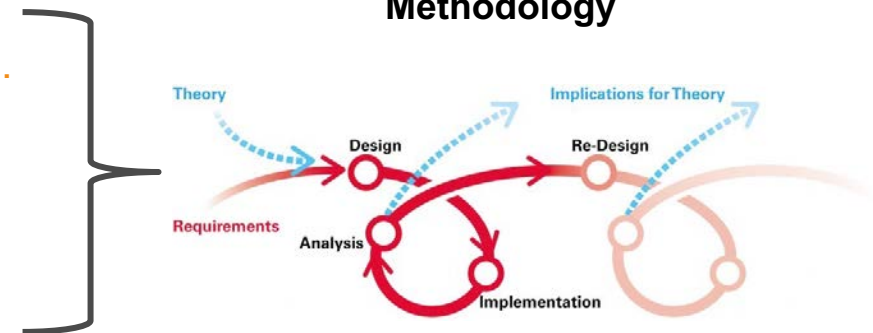 Methodology
Theory
Implications for Theory
Design
Re-Design
Requirements
Analysis
Implementation